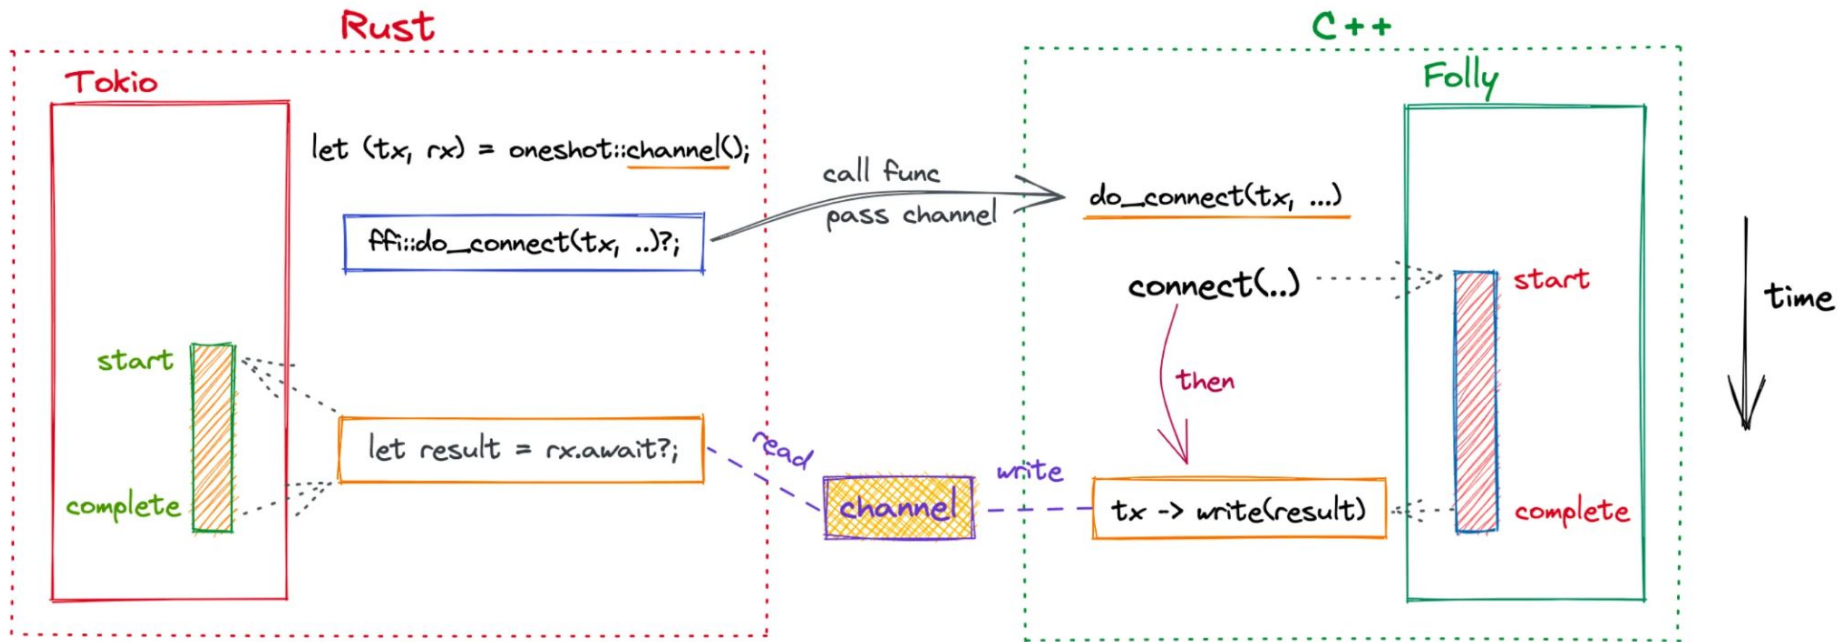 Rust
C++
Tokio
Folly
let (tx, rx) = oneshot::channel();
call func
pass channel
do_connect(tx, ...)
ffi::do_connect(tx, ..)?;
connect(..)
start
time
start
then
let result = rx.await?;
read
write
complete
channel
tx -> write(result)
complete